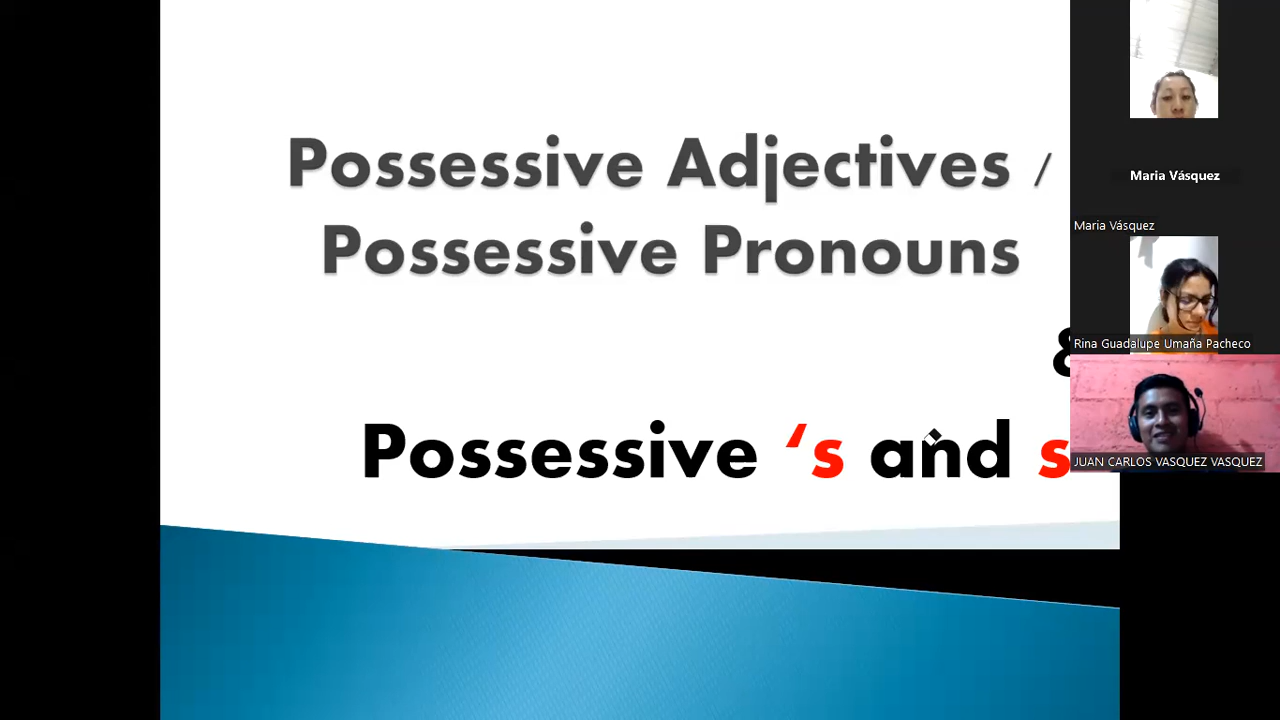 Possessive Adjectives /
Possessive Pronouns
&
Possessive ‘s and s
Maria Vásquez
Maria Vásquez
Rina Guadalupe Umaña Pacheco
JUAN CARLOS VASQUEZ VASQUEZ